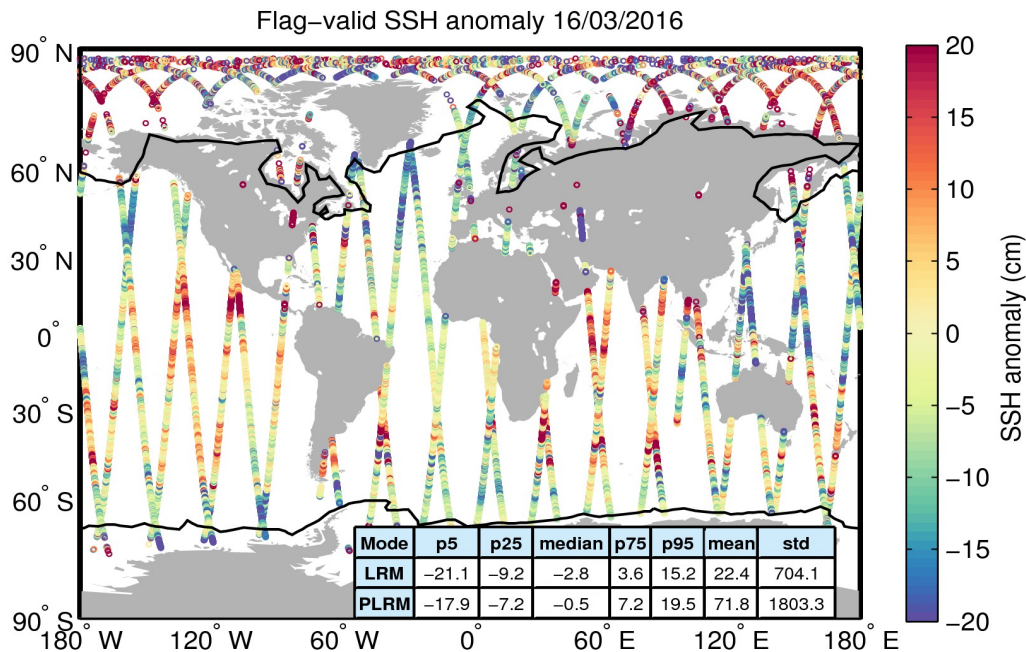 Flag−valid SSH anomaly 16/03/2016
90° N
60° N
30° N
0°
30° S
60° S
90° S
180° W
120° W
60° W
0°
60° E
120° E
180° E
Mode p5 p25 median p75 p95 mean std
LRM −21.1 −9.2 −2.8 3.6 15.2 22.4 704.1
PLRM −17.9 −7.2 −0.5 7.2 19.5 71.8 1803.3
20
15
10
5
0
−5
−10
−15
−20
SSH anomaly (cm)